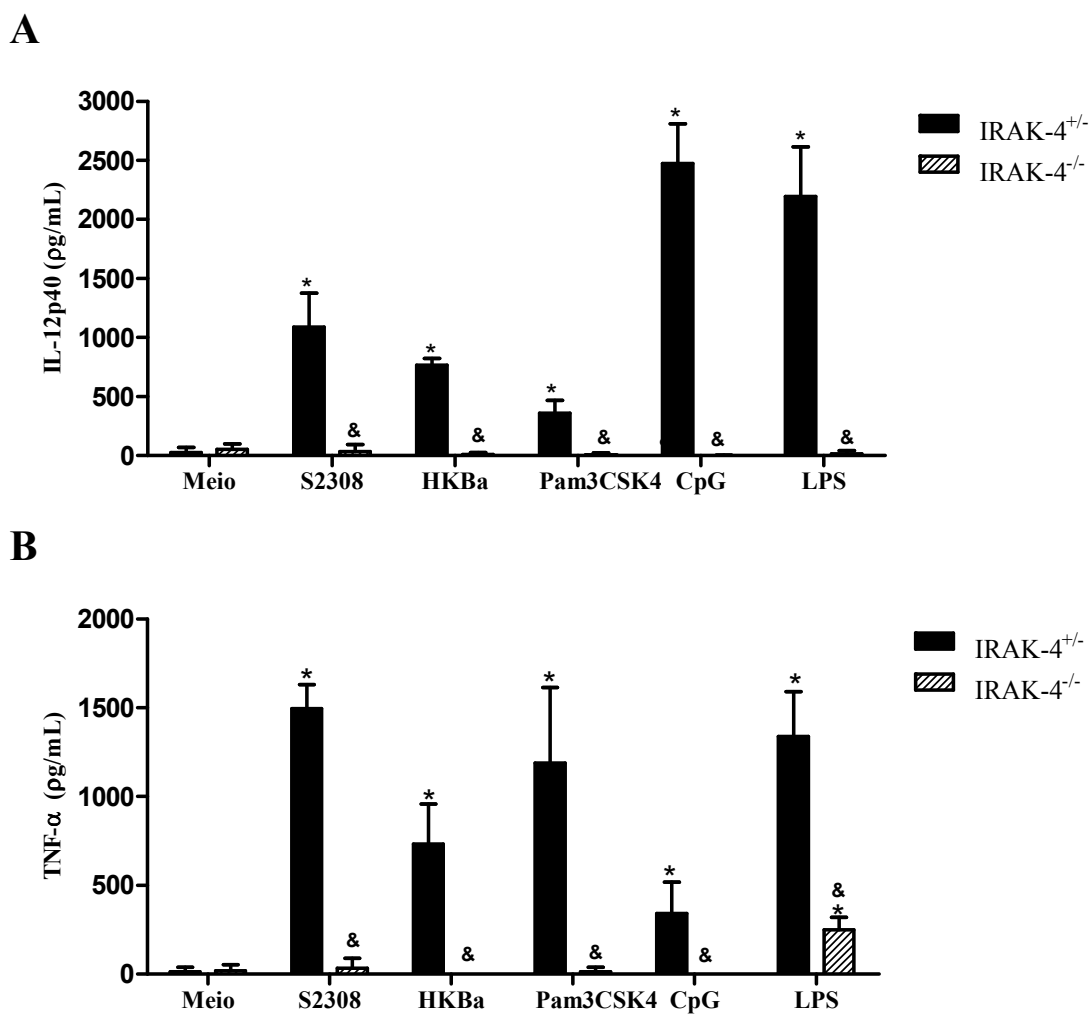 A
3000
2500
2000
1500
1000
500
0
IL-12p40 (ρg/mL)
* * * * *
& & & & &
Meio S2308 HKBa Pam3CSK4 CpG LPS
IRAK-4+/-
IRAK-4-/-
B
2000
1500
1000
500
0
TNF-α (ρg/mL)
* * * * *
& & & & &
*
Meio S2308 HKBa Pam3CSK4 CpG LPS
IRAK-4+/-
IRAK-4-/-